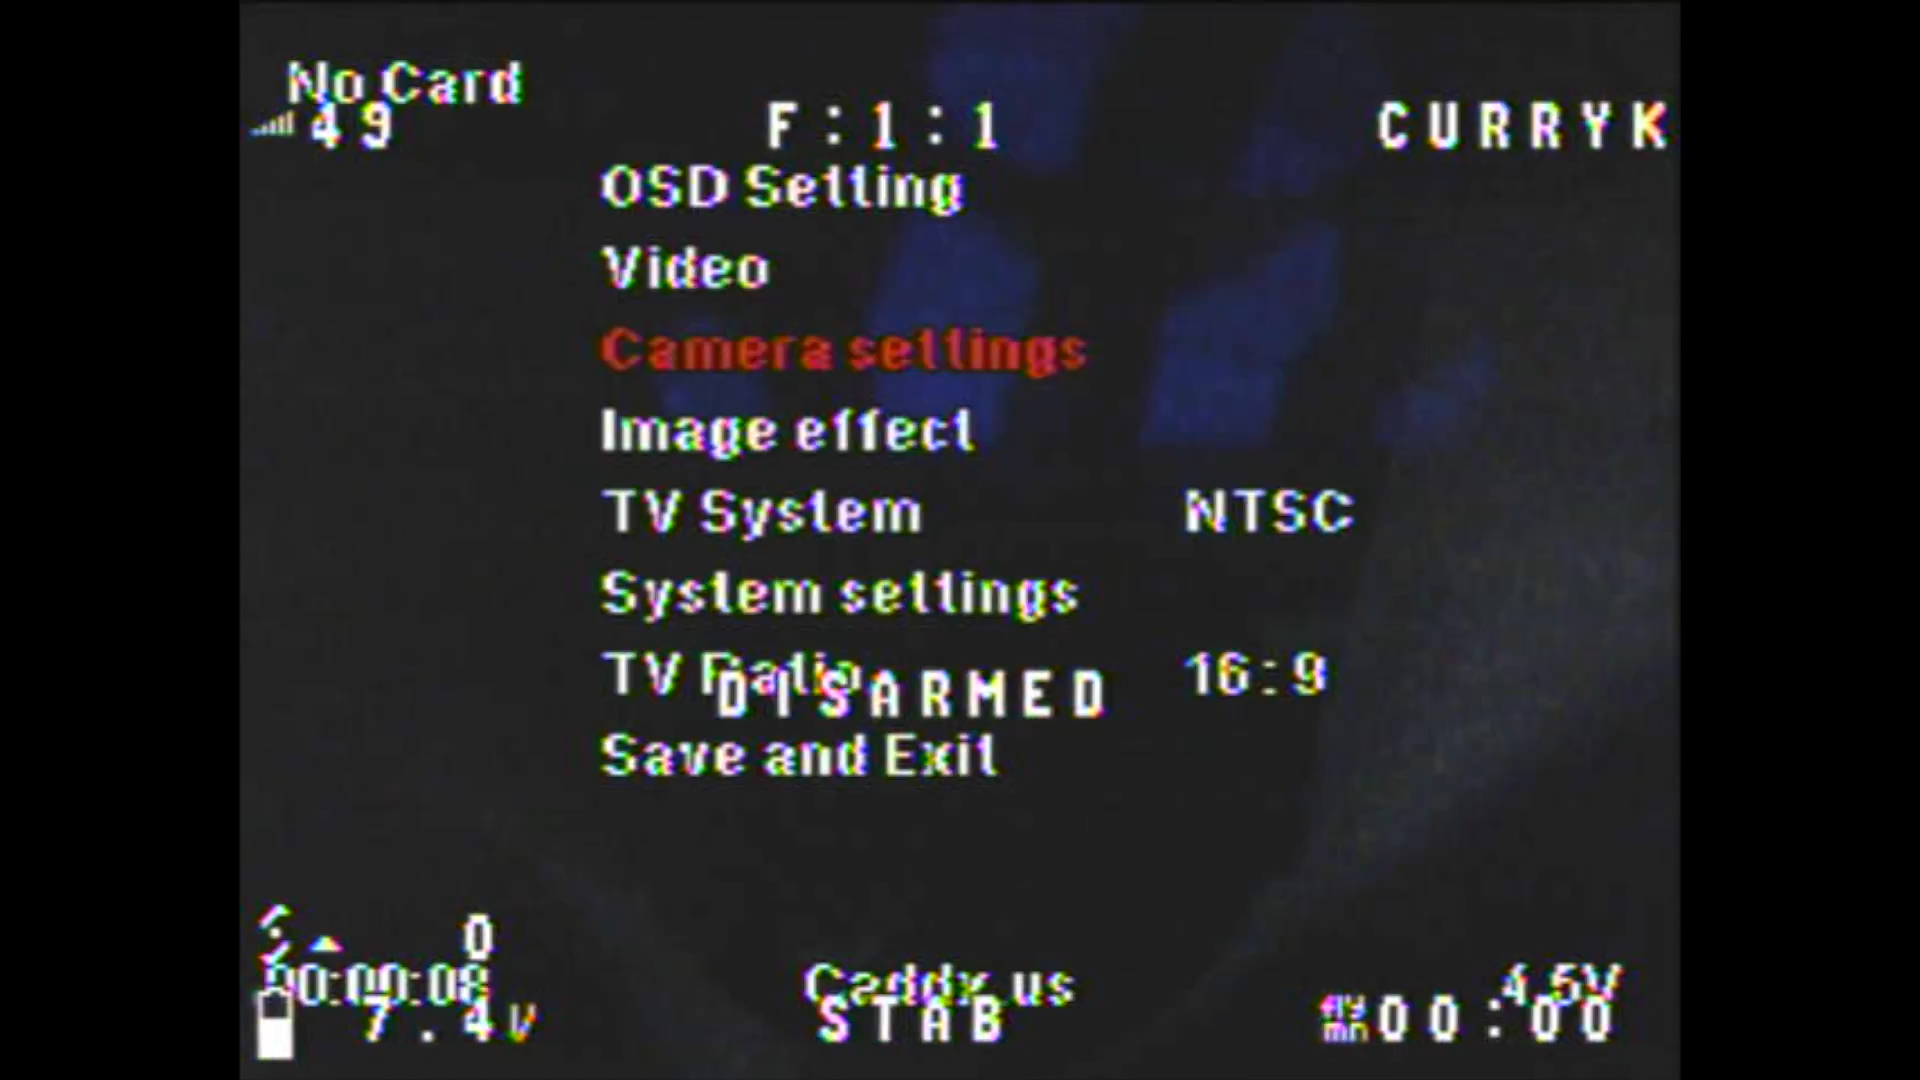 No Card
49 F:1:1 CURRYK
OSD Setting
Video
Camera settings
Image effect
TV System NTSC
System settings
TV Ratio 16:9
DISARMED
Save and Exit
0
00:00:08 Caddx us 4.5V
7.4V STAB fly mn 00:00